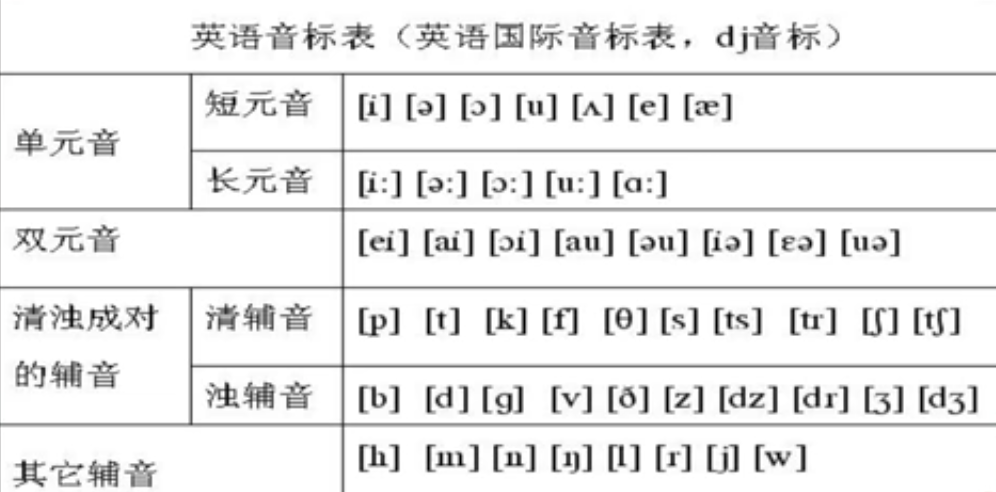 英语音标表（英语国际音标表，dj音标）
单元音
短元音 [i] [ə] [ɔ] [u] [ʌ] [e] [æ]
长元音 [i:] [ə:] [ɔ:] [u:] [ɑ:]
双元音 [ei] [ai] [ɔi] [au] [əu] [iə] [ɛə] [uə]
清浊成对
的辅音
清辅音 [p] [t] [k] [f] [θ] [s] [ts] [tr] [ʃ] [tʃ]
浊辅音 [b] [d] [g] [v] [ð] [z] [dz] [dr] [ʒ] [dʒ]
其它辅音 [h] [m] [n] [ŋ] [l] [r] [j] [w]